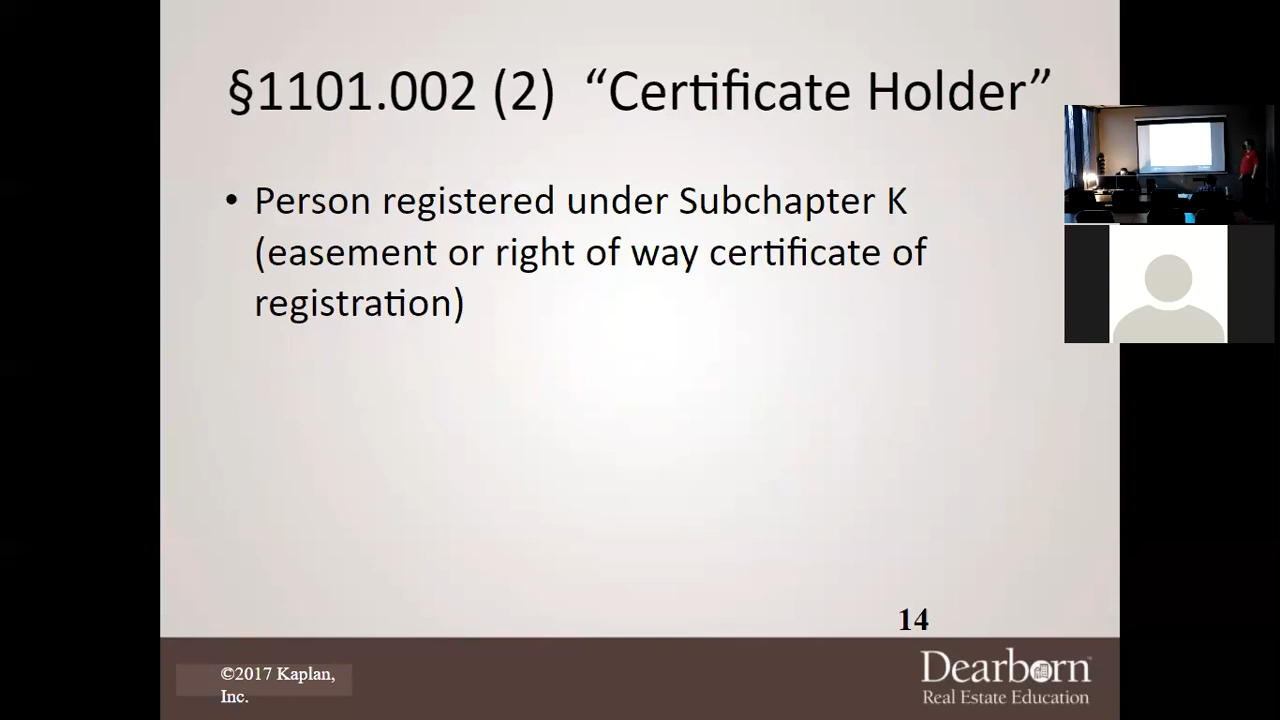 §1101.002 (2) “Certificate Holder”
• Person registered under Subchapter K
(easement or right of way certificate of
registration)
14
©2017 Kaplan,
Inc.
Dearborn™
Real Estate Education